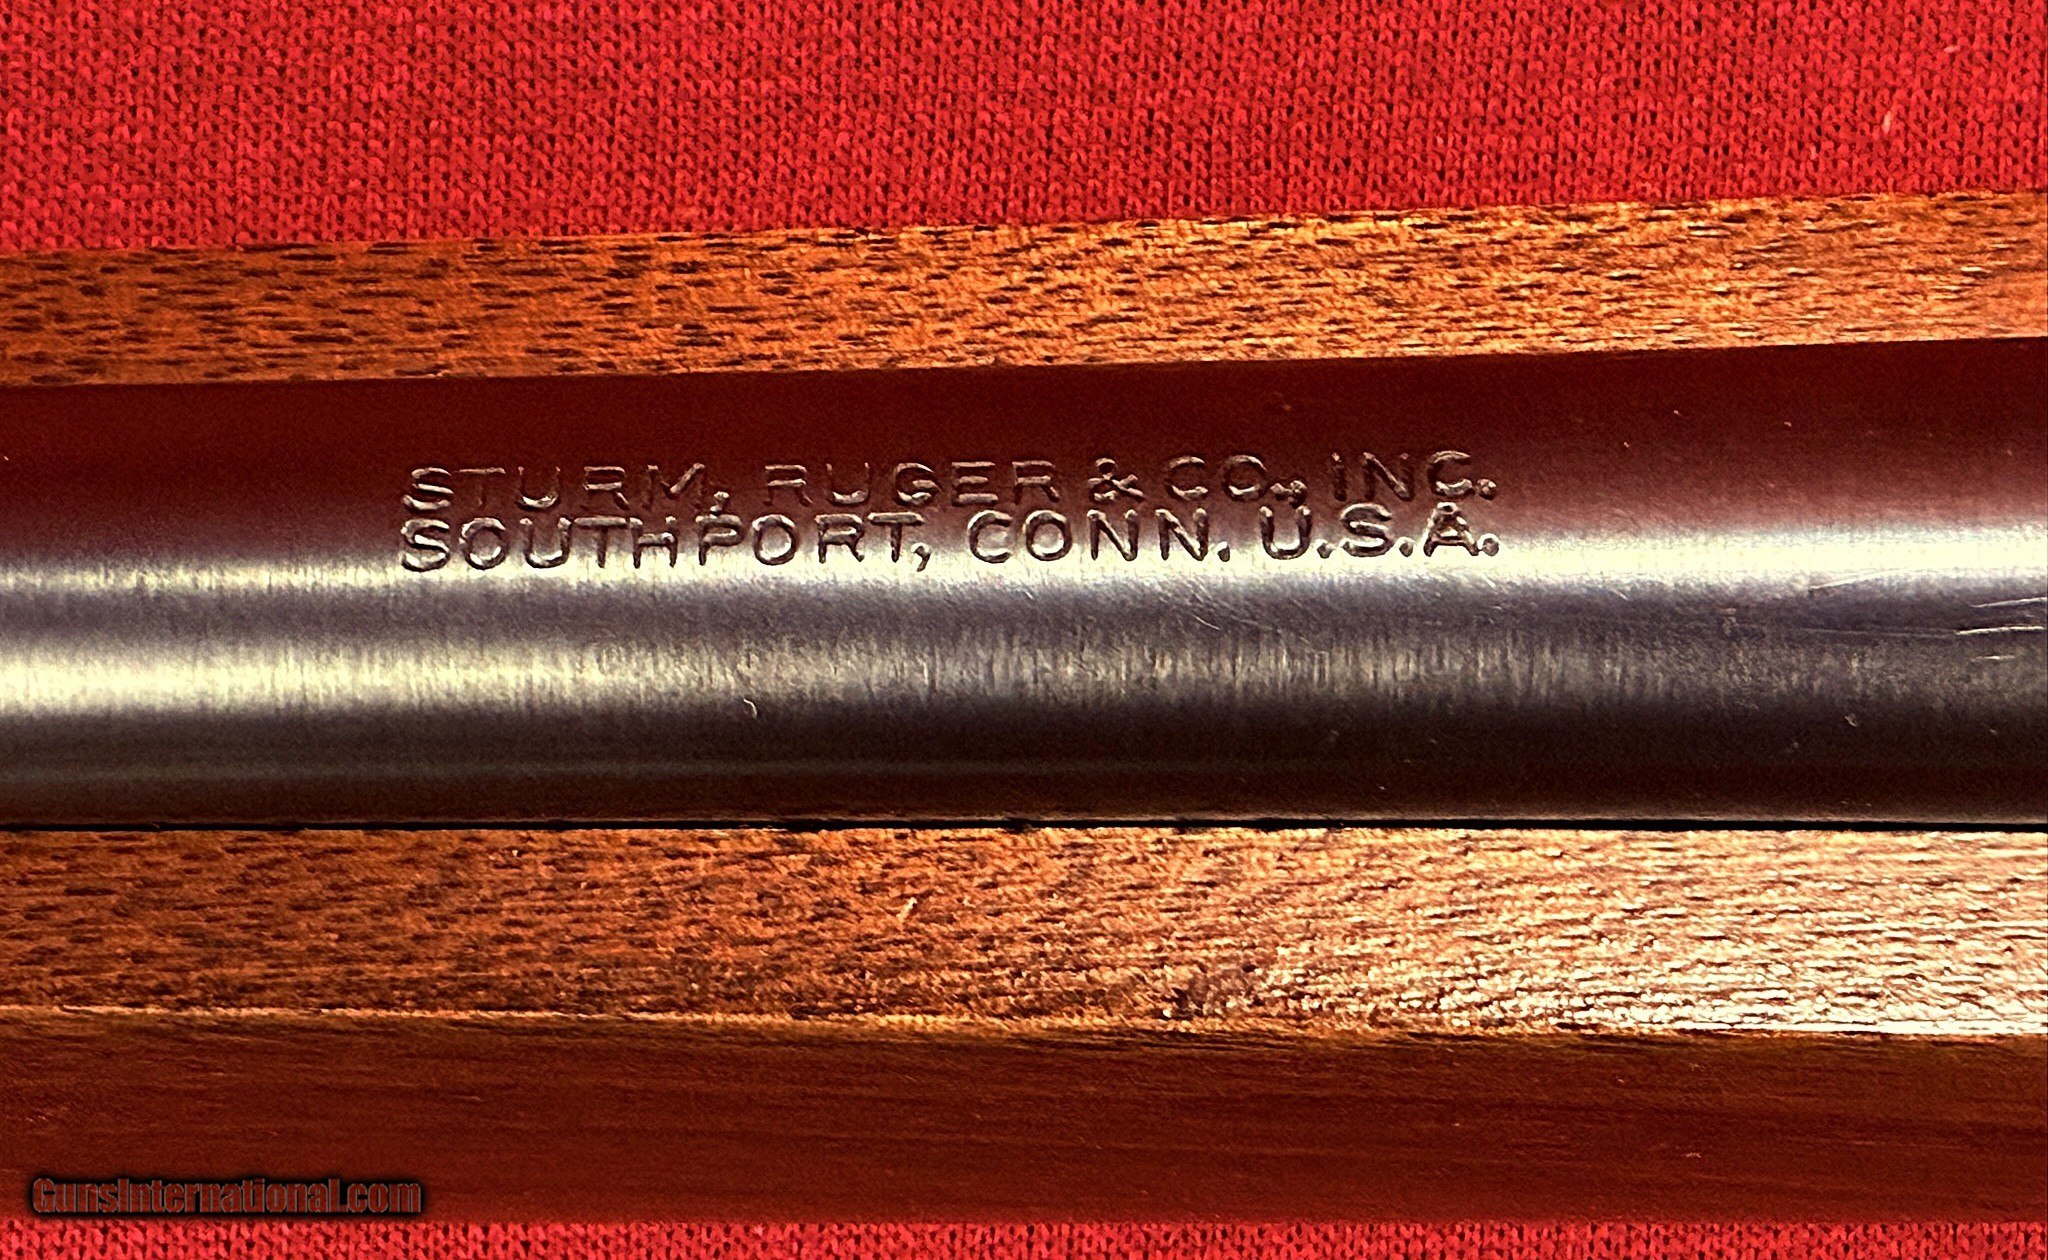 STURM, RUGER & CO., INC.
SOUTHPORT, CONN. U.S.A.
GunsInternational.com